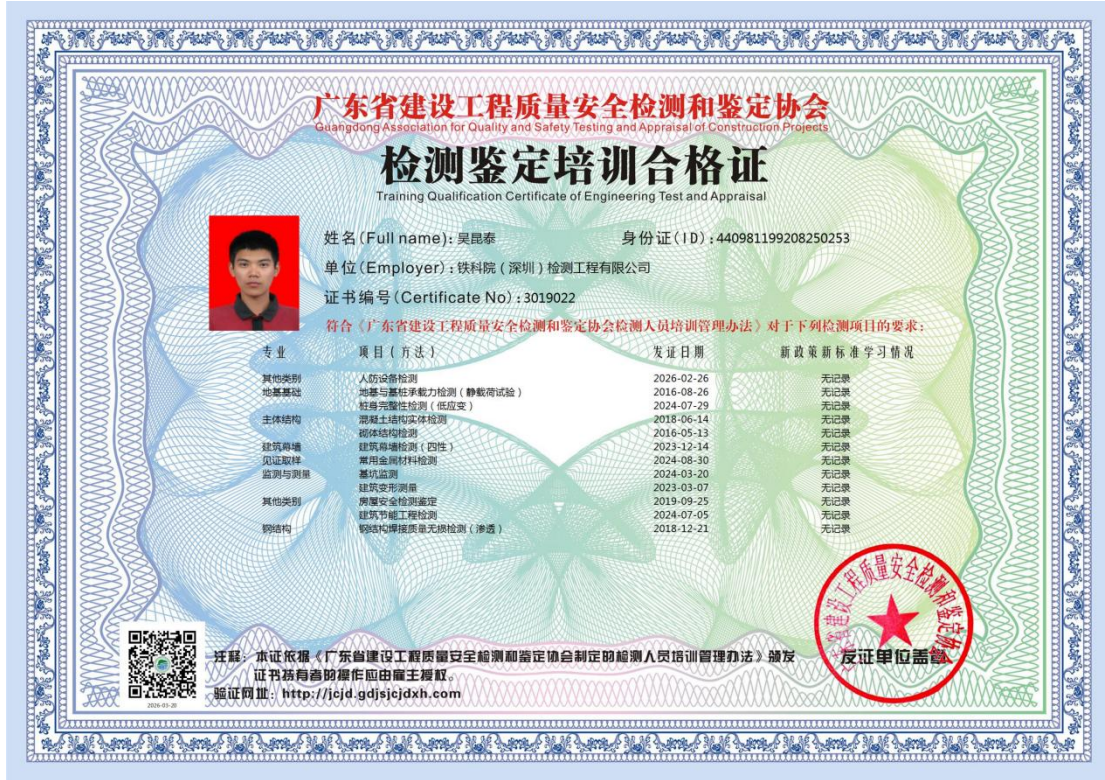 广东省建设工程质量安全检测和鉴定协会
Guangdong Association for Quality and Safety Testing and Appraisal of Construction Projects
检测鉴定培训合格证
Training Qualification Certificate of Engineering Test and Appraisal
姓名(Full name): 吴昆泰 身份证(ID): 440981199208250253
单位(Employer): 铁科院(深圳)检测工程有限公司
证书编号(Certificate No): 3019022
符合《广东省建设工程质量安全检测和鉴定协会检测人员培训管理办法》对于下列检测项目的要求:
专业 项目(方法) 发证日期 新政策新标准学习情况
其他类别 人防设备检测 2026-02-26 无记录
地基基础 地基与基桩承载力检测(静载荷试验) 2016-08-26 无记录
桩身完整性检测(低应变) 2024-07-29 无记录
主体结构 混凝土结构实体检测 2018-06-14 无记录
砌体结构检测 2016-05-13 无记录
建筑幕墙 建筑幕墙检测(四性) 2023-12-14 无记录
见证取样 常用金属材料检测 2024-08-30 无记录
监测与测量 基坑监测 2024-03-20 无记录
建筑变形测量 2023-03-07 无记录
其他类别 房屋安全检测鉴定 2019-09-25 无记录
建筑节能工程检测 2024-07-05 无记录
钢结构 钢结构焊接质量无损检测(渗透) 2018-12-21 无记录
广东省建设工程质量安全检测和鉴定协会
发证单位盖章
注释: 本证依据《广东省建设工程质量安全检测和鉴定协会制定的检测人员培训管理办法》颁发
证书持有者的操作应由雇主授权。
验证网址: http://jcjd.gdjsjcjdxh.com
2026-03-20